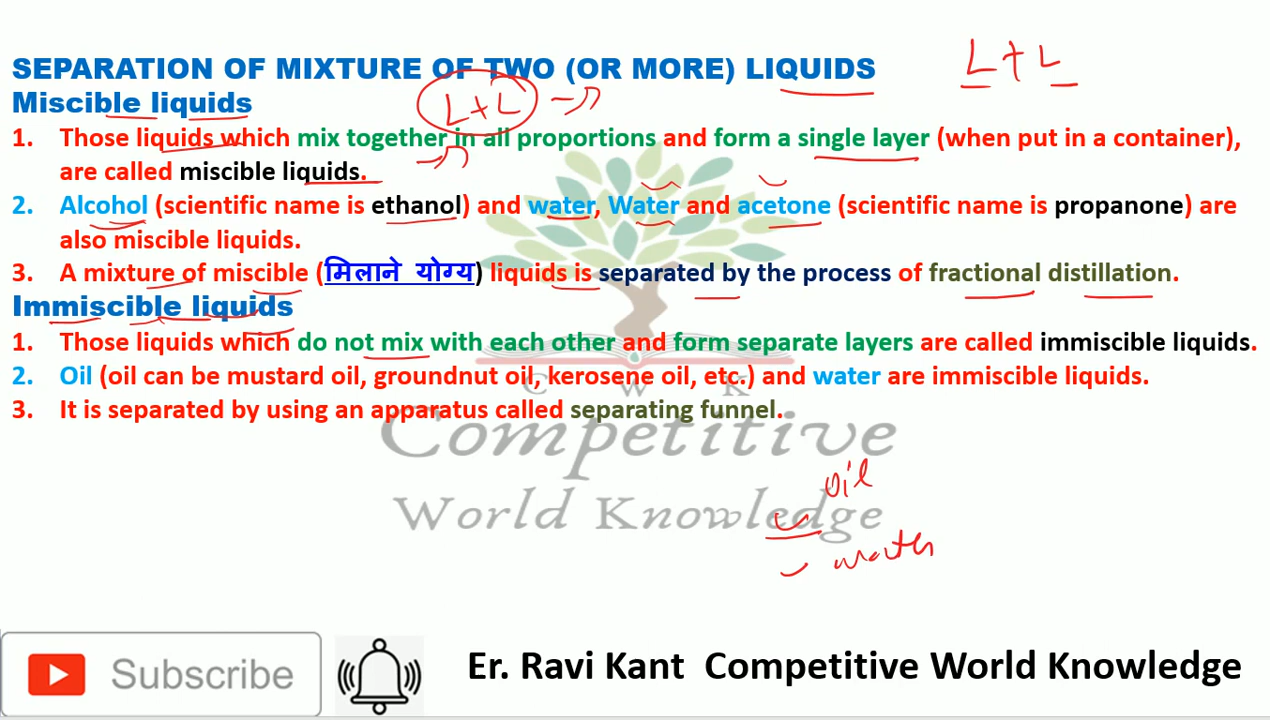 SEPARATION OF MIXTURE OF TWO (OR MORE) LIQUIDS
L + L
Miscible liquids
L + L
1. Those liquids which mix together in all proportions and form a single layer (when put in a container),
are called miscible liquids.
2. Alcohol (scientific name is ethanol) and water, Water and acetone (scientific name is propanone) are
also miscible liquids.
3. A mixture of miscible (मिलाने योग्य) liquids is separated by the process of fractional distillation.
Immiscible liquids
1. Those liquids which do not mix with each other and form separate layers are called immiscible liquids.
2. Oil (oil can be mustard oil, groundnut oil, kerosene oil, etc.) and water are immiscible liquids.
3. It is separated by using an apparatus called separating funnel.
C W K
Competitive
World Knowledge
oil
water
Subscribe
Er. Ravi Kant Competitive World Knowledge